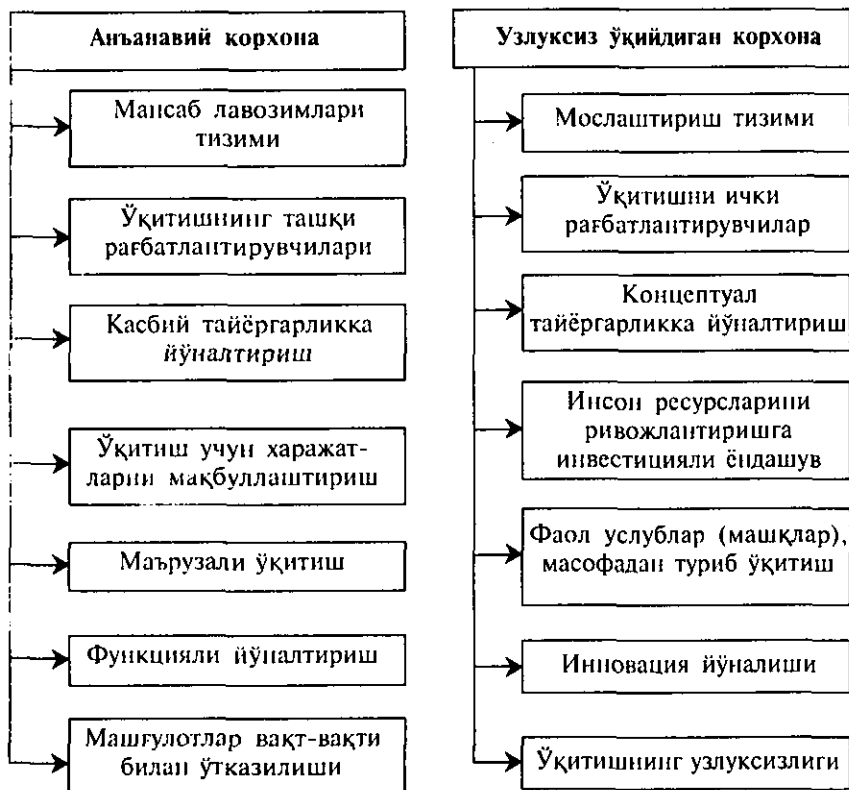 Анъанавий корхона
Мансаб лавозимлари
тизими
Ўқитишнинг ташқи
рағбатлантирувчилари
Касбий тайёргарликка
йўналтириш
Ўқитиш учун харажат-
ларни мақбуллаштириш
Маърузали ўқитиш
Функцияли йўналтириш
Машғулотлар вақт-вақти
билан ўтказилиши
Узлуксиз ўқийдиган корхона
Мослаштириш тизими
Ўқитишни ички
рағбатлантирувчилар
Концептуал
тайёргарликка йўналтириш
Инсон ресурсларини
ривожлантиришга
инвестицияли ёндашув
Фаол услублар (машқлар),
масофадан туриб ўқитиш
Инновация йўналиши
Ўқитишнинг узлуксизлиги